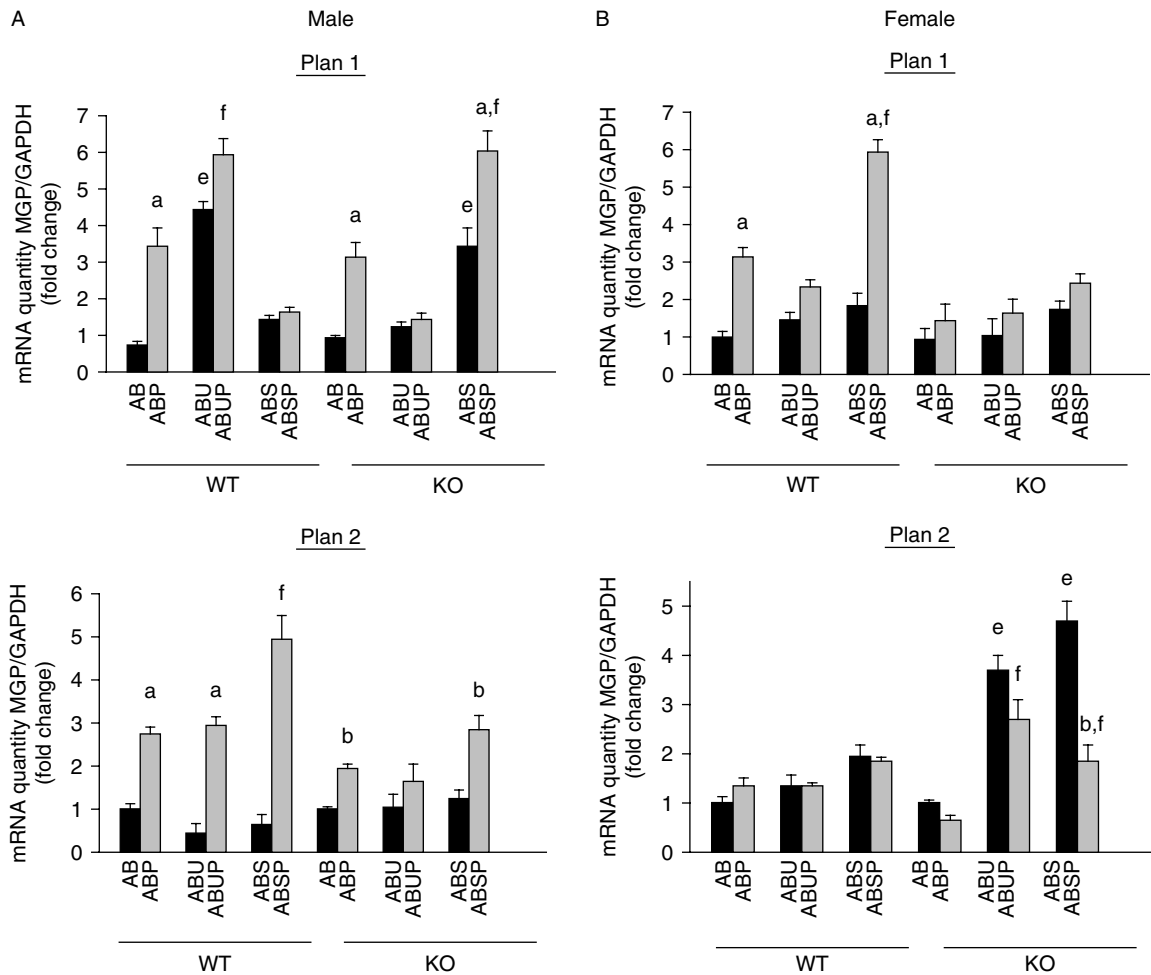 A
Male
Plan 1
mRNA quantity MGP/GAPDH
(fold change)
7
6
5
4
3
2
1
0
a
e
f
a
e
a,f
AB
ABP
ABU
ABUP
ABS
ABSP
AB
ABP
ABU
ABUP
ABS
ABSP
WT
KO
Plan 2
mRNA quantity MGP/GAPDH
(fold change)
6
5
4
3
2
1
0
a
a
f
b
b
AB
ABP
ABU
ABUP
ABS
ABSP
AB
ABP
ABU
ABUP
ABS
ABSP
WT
KO
B
Female
Plan 1
mRNA quantity MGP/GAPDH
(fold change)
7
6
5
4
3
2
1
0
a
a,f
AB
ABP
ABU
ABUP
ABS
ABSP
AB
ABP
ABU
ABUP
ABS
ABSP
WT
KO
Plan 2
mRNA quantity MGP/GAPDH
(fold change)
5
4
3
2
1
0
e
f
e
b,f
AB
ABP
ABU
ABUP
ABS
ABSP
AB
ABP
ABU
ABUP
ABS
ABSP
WT
KO